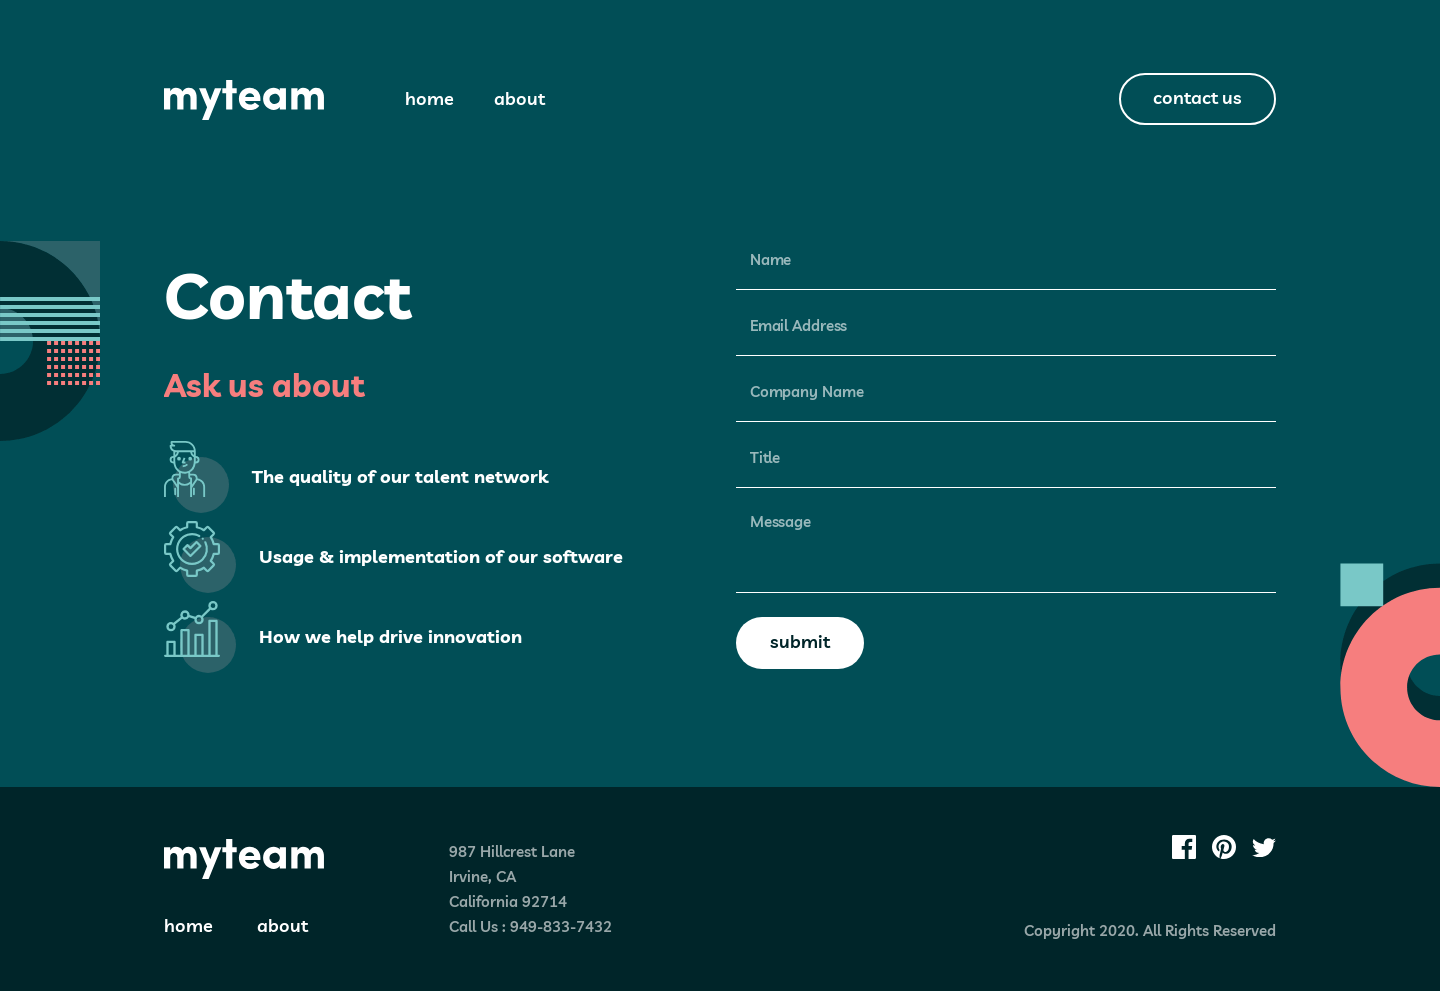 myteam
home
about
contact us
Contact
Ask us about
The quality of our talent network
Usage & implementation of our software
How we help drive innovation
Name
Email Address
Company Name
Title
Message
submit
myteam
home
about
987 Hillcrest Lane
Irvine, CA
California 92714
Call Us : 949-833-7432
Copyright 2020. All Rights Reserved